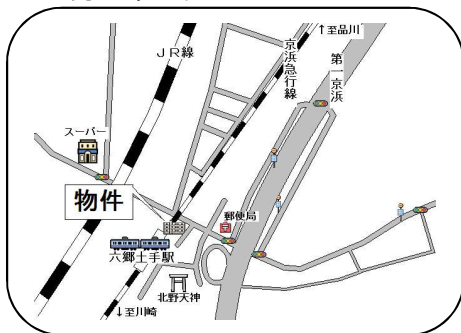 ↑至品川
JR線
京浜急行線
第一京浜
スーパー
物件
郵便局
六郷土手駅
北野天神
↓至川崎